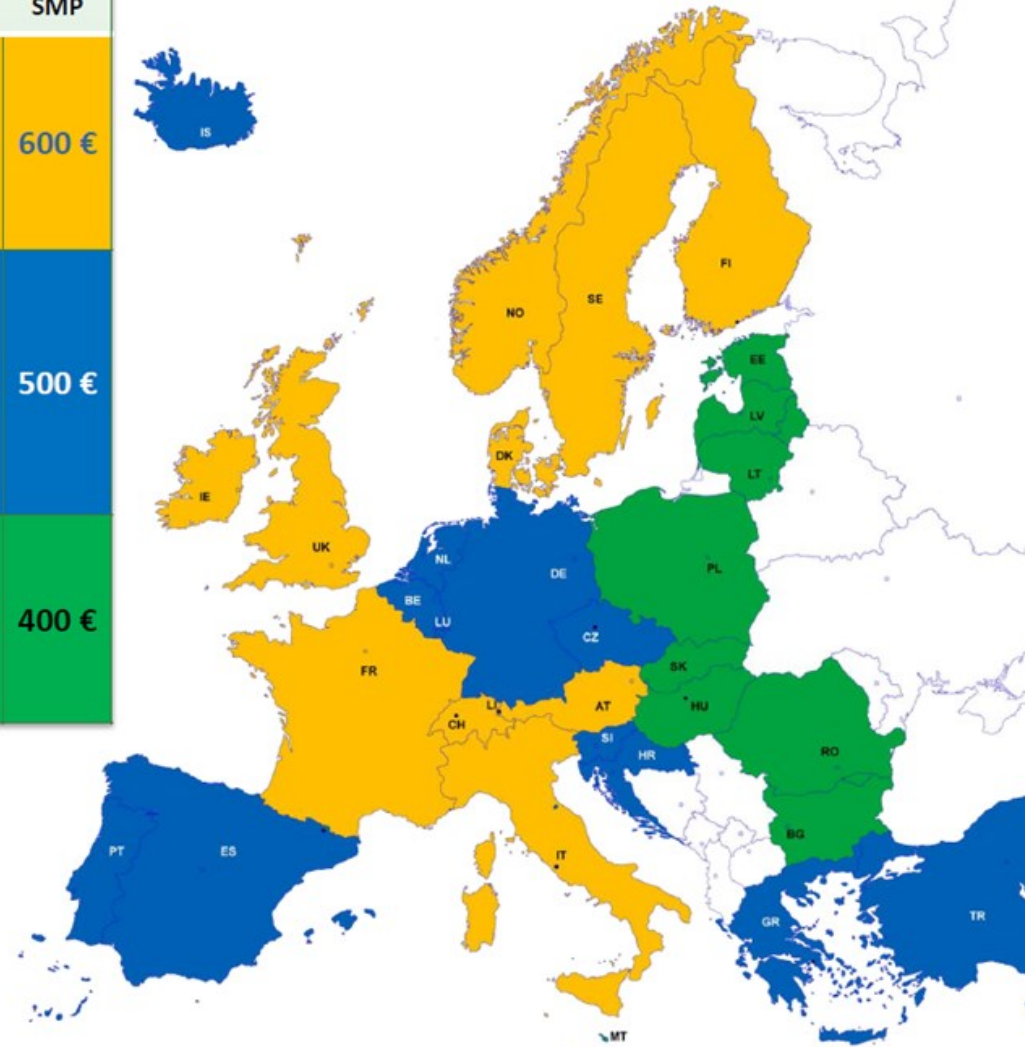 SMP
600 €
500 €
400 €
IS
FI
NO
SE
EE
LV
LT
DK
IE
UK
NL
DE
PL
BE
LU
CZ
FR
SK
LI
CH
AT
HU
SI
HR
RO
BG
PT
ES
IT
GR
TR
MT